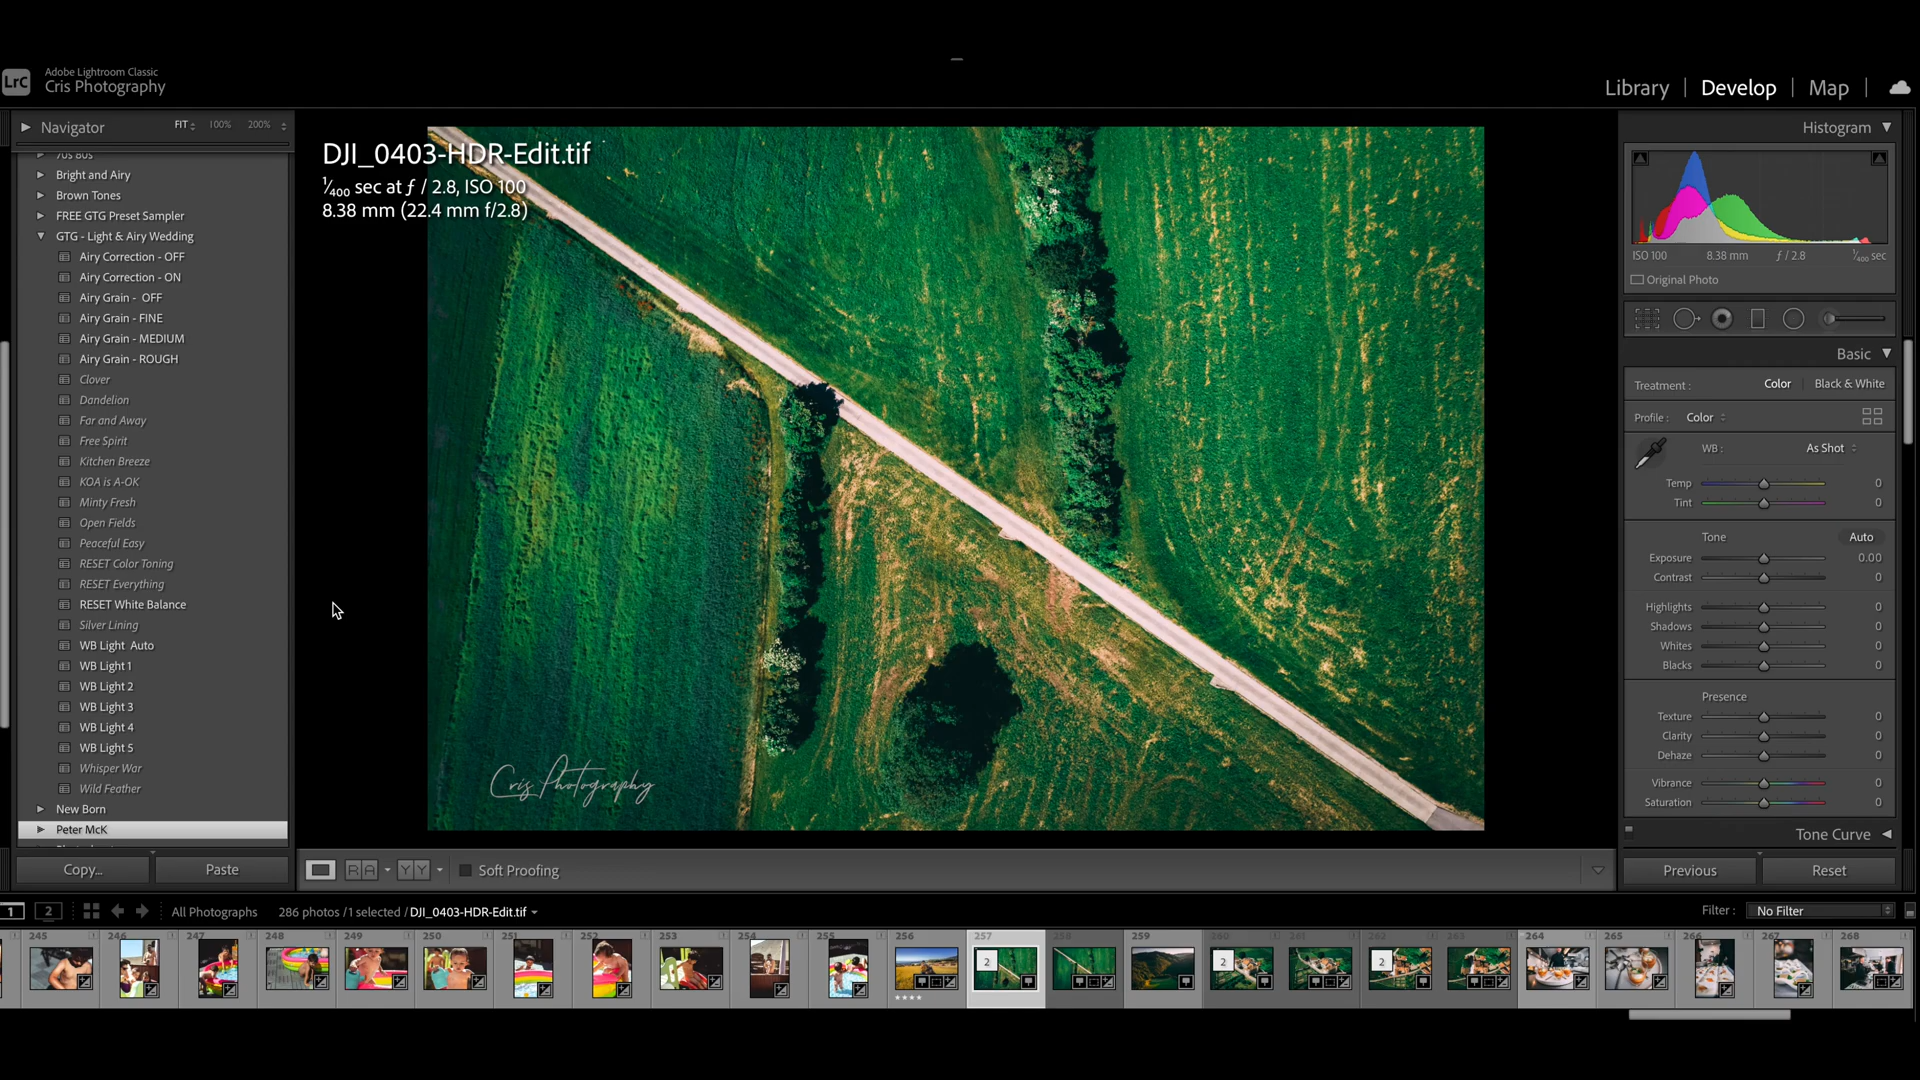 LrC
Adobe Lightroom Classic
Cris Photography
Library | Develop | Map |
Navigator FIT 100% 200%
70s 80s
Bright and Airy
Brown Tones
FREE GTG Preset Sampler
GTG - Light & Airy Wedding
Airy Correction - OFF
Airy Correction - ON
Airy Grain - OFF
Airy Grain - FINE
Airy Grain - MEDIUM
Airy Grain - ROUGH
Clover
Dandelion
Far and Away
Free Spirit
Kitchen Breeze
KOA is A-OK
Minty Fresh
Open Fields
Peaceful Easy
RESET Color Toning
RESET Everything
RESET White Balance
Silver Lining
WB Light Auto
WB Light 1
WB Light 2
WB Light 3
WB Light 4
WB Light 5
Whisper War
Wild Feather
New Born
Peter McK
Copy... Paste
DJI_0403-HDR-Edit.tif
1/400 sec at ƒ / 2.8, ISO 100
8.38 mm (22.4 mm f/2.8)
Cris Photography
Histogram
ISO 100 8.38 mm ƒ / 2.8 1/400 sec
Original Photo
Basic
Treatment : Color Black & White
Profile : Color
WB : As Shot
Temp 0
Tint 0
Tone Auto
Exposure 0.00
Contrast 0
Highlights 0
Shadows 0
Whites 0
Blacks 0
Presence
Texture 0
Clarity 0
Dehaze 0
Vibrance 0
Saturation 0
Tone Curve
Previous Reset
R A Y Y Soft Proofing
1 2 All Photographs 286 photos / 1 selected / DJI_0403-HDR-Edit.tif Filter : No Filter
245 246 247 248 249 250 251 252 253 254 255 256 257 258 259 260 261 262 263 264 265 266 267 268
2 2 2